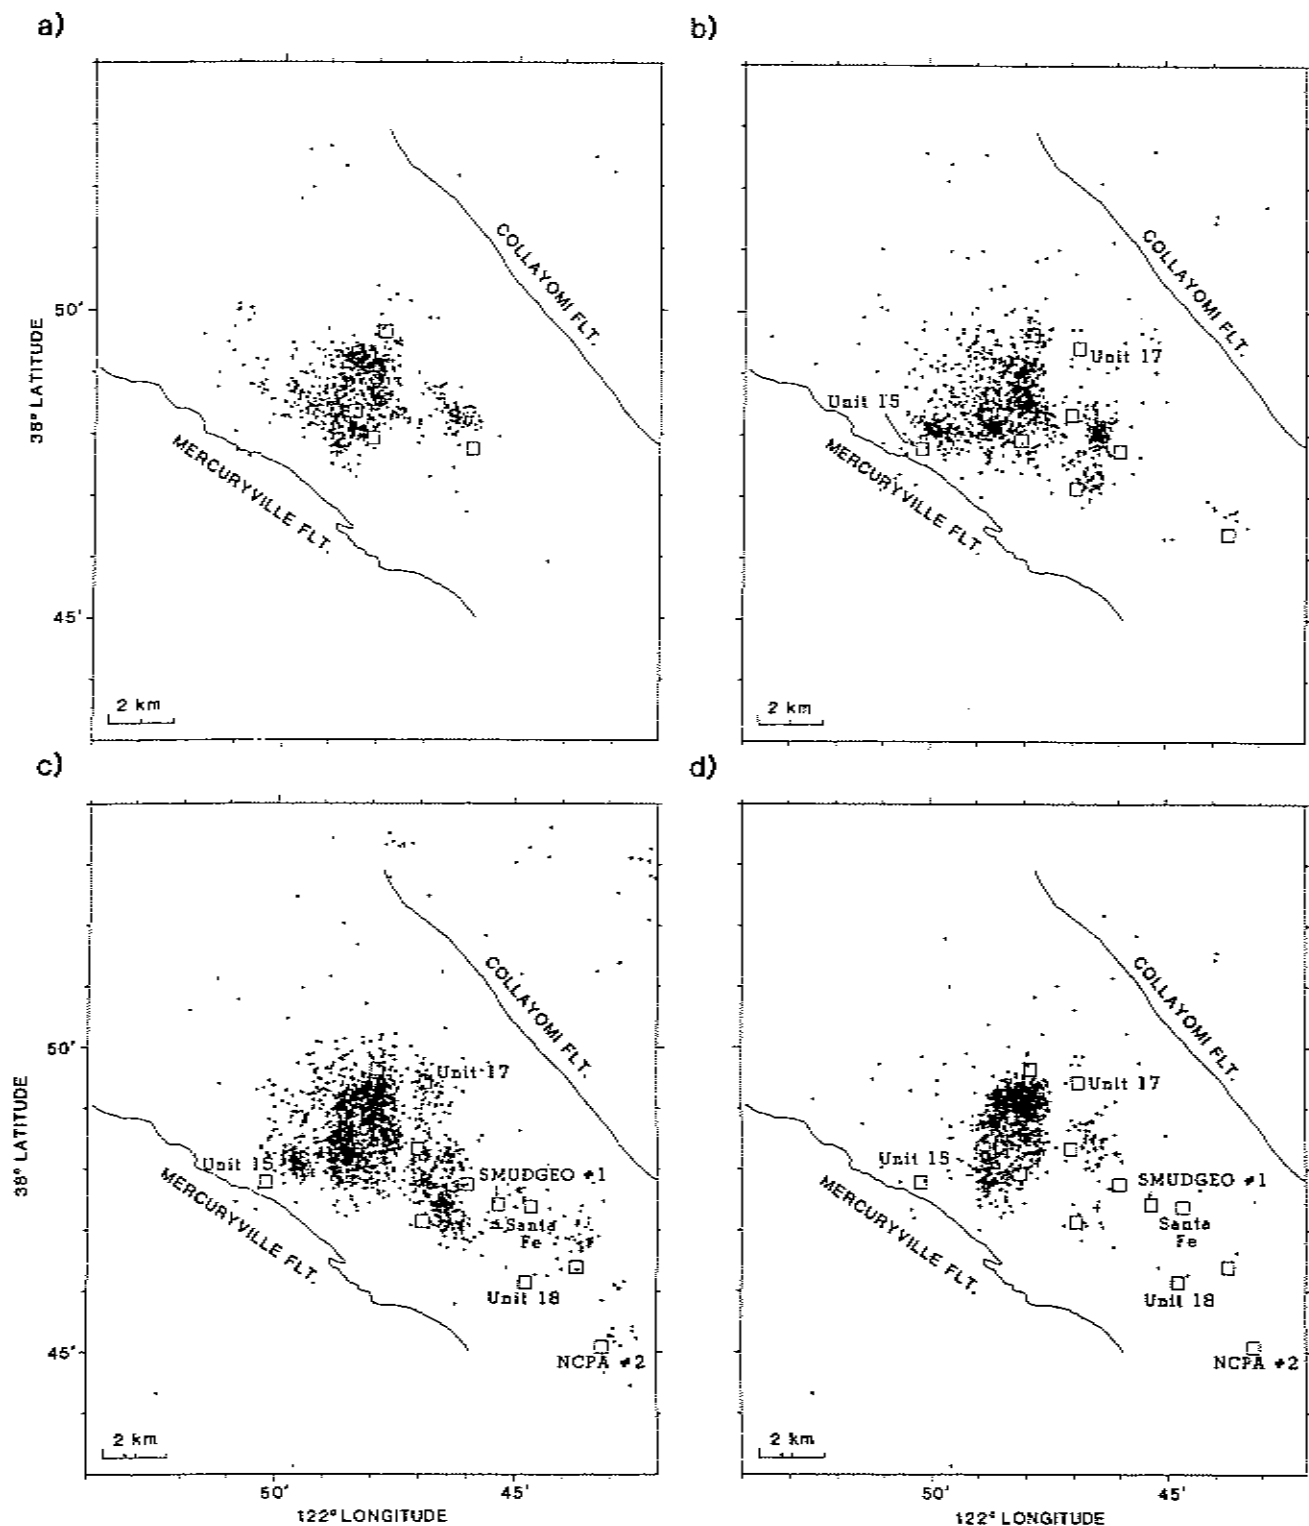 a)
COLLAYOMI FLT.
50'
38° LATITUDE
MERCURYVILLE FLT.
45'
2 km
b)
COLLAYOMI FLT.
Unit 17
Unit 15
MERCURYVILLE FLT.
2 km
c)
COLLAYOMI FLT.
50'
Unit 17
38° LATITUDE
Unit 15
SMUDGEO #1
MERCURYVILLE FLT.
Santa
Fe
Unit 18
45'
NCPA #2
2 km
50'
45'
122° LONGITUDE
d)
COLLAYOMI FLT.
Unit 17
Unit 15
SMUDGEO #1
MERCURYVILLE FLT.
Santa
Fe
Unit 18
NCPA #2
2 km
50'
45'
122° LONGITUDE